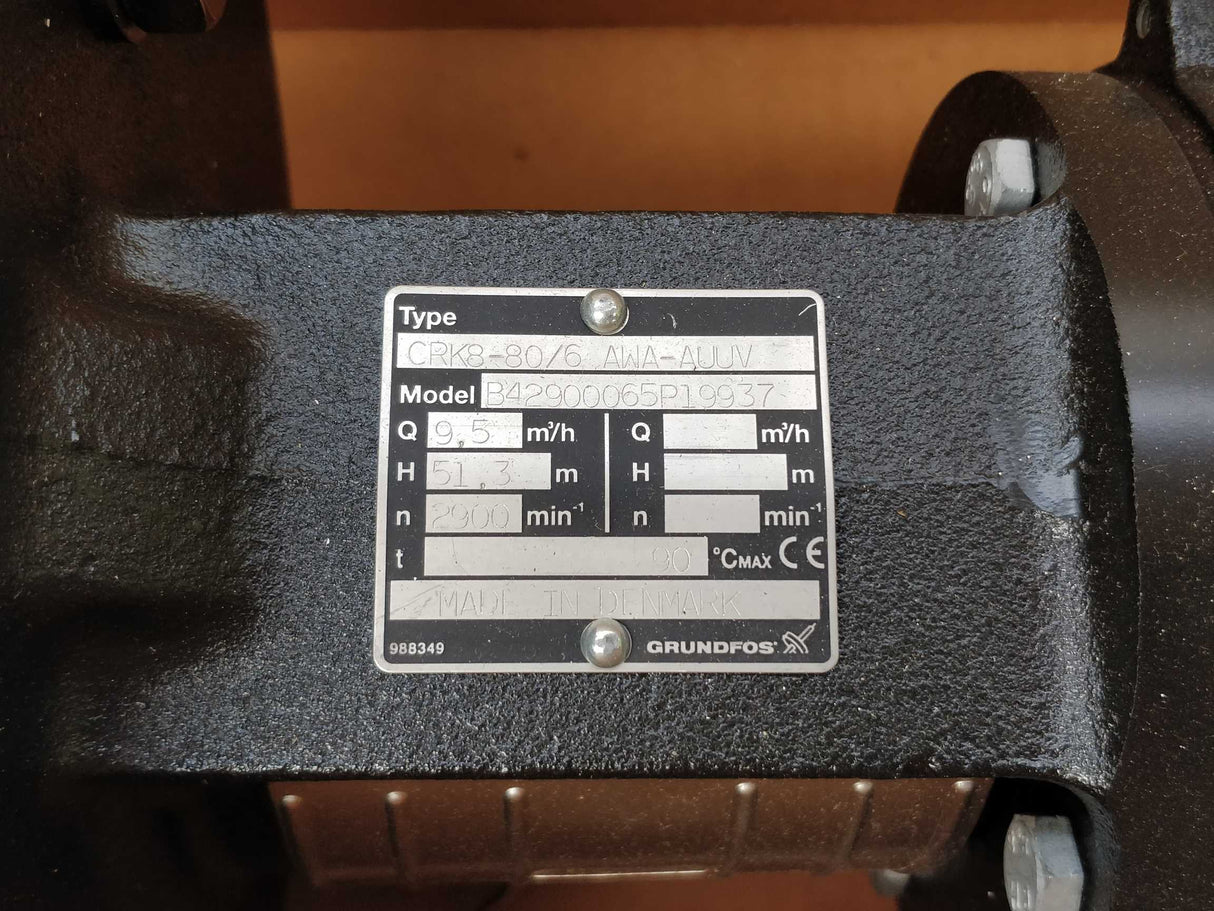 Type
CRK8-80/6 AWA-AUUV
Model B42900065P19937
Q 9,5 m³/h Q m³/h
H 51,3 m H m
n 2900 min⁻¹ n min⁻¹
t 90 °CMAX CE
MADE IN DENMARK
988349 GRUNDFOS